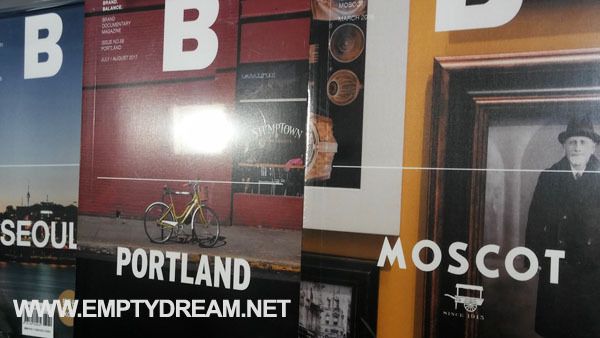 B
SEOUL
BRAND.
BALANCE.
B
BRAND
DOCUMENTARY
MAGAZINE
PORTLAND
JULY / AUGUST 2017
STUMPTOWN
PORTLAND
MOSCOT
B
MOSCOT
SINCE 1915
WWW.EMPTYDREAM.NET